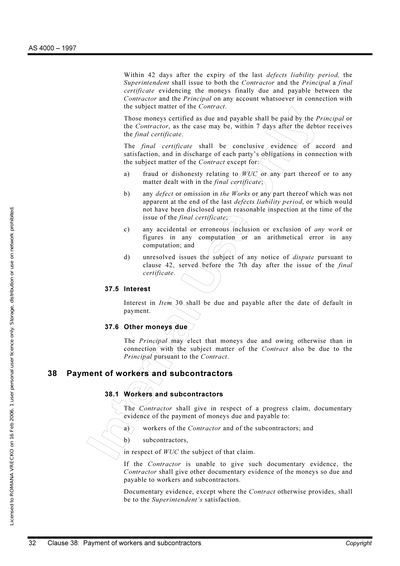 AS 4000 – 1997
Within 42 days after the expiry of the last defects liability period, the
Superintendent shall issue to both the Contractor and the Principal a final
certificate evidencing the moneys finally due and payable between the
Contractor and the Principal on any account whatsoever in connection with
the subject matter of the Contract.
Those moneys certified as due and payable shall be paid by the Principal or
the Contractor, as the case may be, within 7 days after the debtor receives
the final certificate.
The final certificate shall be conclusive evidence of accord and
satisfaction, and in discharge of each party's obligations in connection with
the subject matter of the Contract except for:
a) fraud or dishonesty relating to WUC or any part thereof or to any
matter dealt with in the final certificate;
b) any defect or omission in the Works or any part thereof which was not
apparent at the end of the last defects liability period, or which would
not have been disclosed upon reasonable inspection at the time of the
issue of the final certificate;
c) any accidental or erroneous inclusion or exclusion of any work or
figures in any computation or an arithmetical error in any
computation; and
d) unresolved issues the subject of any notice of dispute pursuant to
clause 42, served before the 7th day after the issue of the final
certificate.
37.5 Interest
Interest in Item 30 shall be due and payable after the date of default in
payment.
37.6 Other moneys due
The Principal may elect that moneys due and owing otherwise than in
connection with the subject matter of the Contract also be due to the
Principal pursuant to the Contract.
38 Payment of workers and subcontractors
38.1 Workers and subcontractors
The Contractor shall give in respect of a progress claim, documentary
evidence of the payment of moneys due and payable to:
a) workers of the Contractor and of the subcontractors; and
b) subcontractors,
in respect of WUC the subject of that claim.
If the Contractor is unable to give such documentary evidence, the
Contractor shall give other documentary evidence of the moneys so due and
payable to workers and subcontractors.
Documentary evidence, except where the Contract otherwise provides, shall
be to the Superintendent's satisfaction.
Licensed to ROMANA VRECKO on 16 Feb 2006. 1 user personal user licence only. Storage, distribution or use on network prohibited.
Internal Use Only
32 Clause 38: Payment of workers and subcontractors Copyright